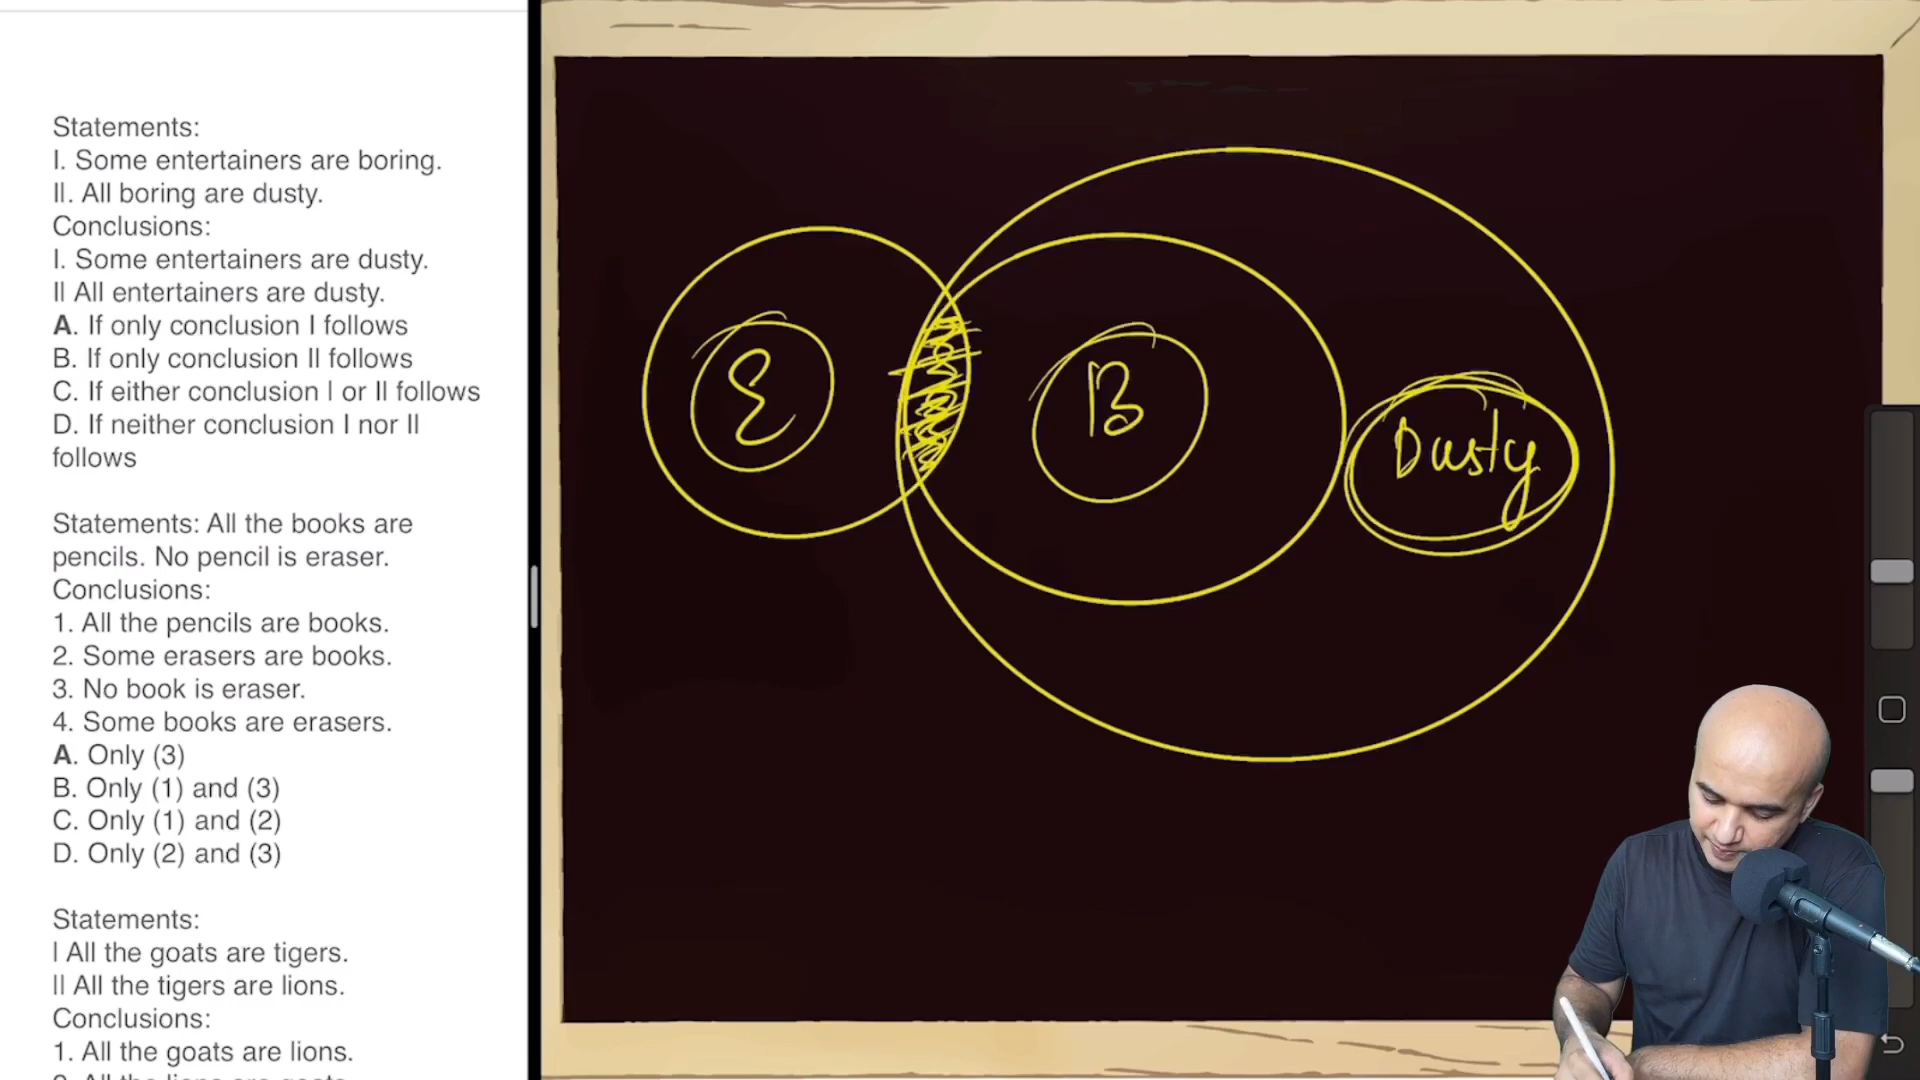 Statements:
I. Some entertainers are boring.
II. All boring are dusty.
Conclusions:
I. Some entertainers are dusty.
II All entertainers are dusty.
A. If only conclusion I follows
B. If only conclusion II follows
C. If either conclusion I or II follows
D. If neither conclusion I nor II
follows
Statements: All the books are
pencils. No pencil is eraser.
Conclusions:
1. All the pencils are books.
2. Some erasers are books.
3. No book is eraser.
4. Some books are erasers.
A. Only (3)
B. Only (1) and (3)
C. Only (1) and (2)
D. Only (2) and (3)
Statements:
I All the goats are tigers.
II All the tigers are lions.
Conclusions:
1. All the goats are lions.
E
B
Dusty